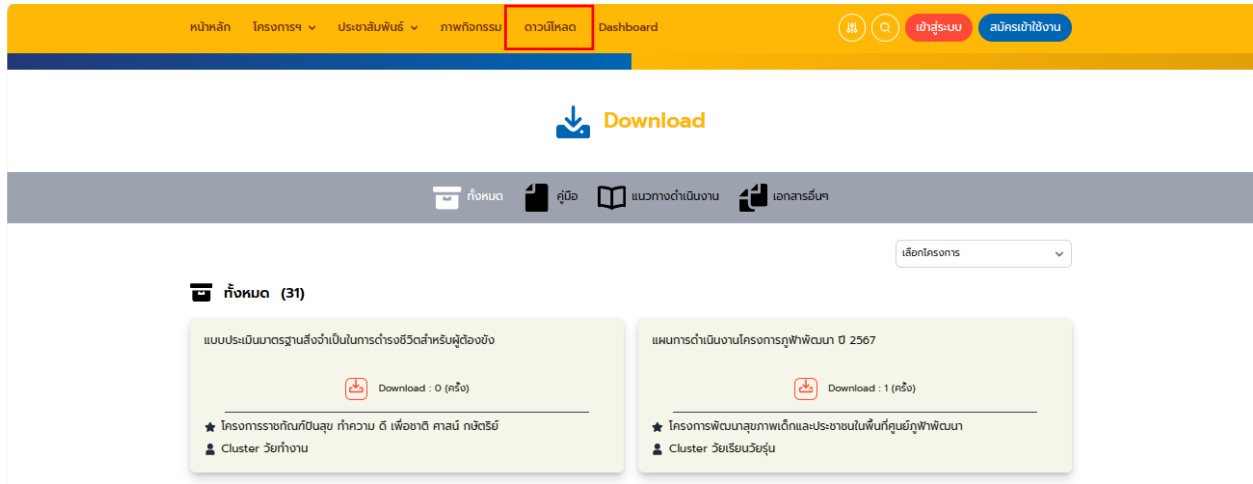 หน้าหลัก โครงการฯ ประชาสัมพันธ์ ภาพกิจกรรม ดาวน์โหลด Dashboard เข้าสู่ระบบ สมัครเข้าใช้งาน
Download
ทั้งหมด คู่มือ แนวทางดำเนินงาน เอกสารอื่นๆ
เลือกโครงการ
ทั้งหมด (31)
แบบประเมินมาตรฐานสิ่งจำเป็นในการดำรงชีวิตสำหรับผู้ต้องขัง
Download : 0 (ครั้ง)
โครงการราชทัณฑ์ปันสุข ทำความ ดี เพื่อชาติ ศาสน์ กษัตริย์
Cluster วัยทำงาน
แผนการดำเนินงานโครงการภูฟ้าพัฒนา ปี 2567
Download : 1 (ครั้ง)
โครงการพัฒนาสุขภาพเด็กและประชาชนในพื้นที่ศูนย์ภูฟ้าพัฒนา
Cluster วัยเรียนวัยรุ่น